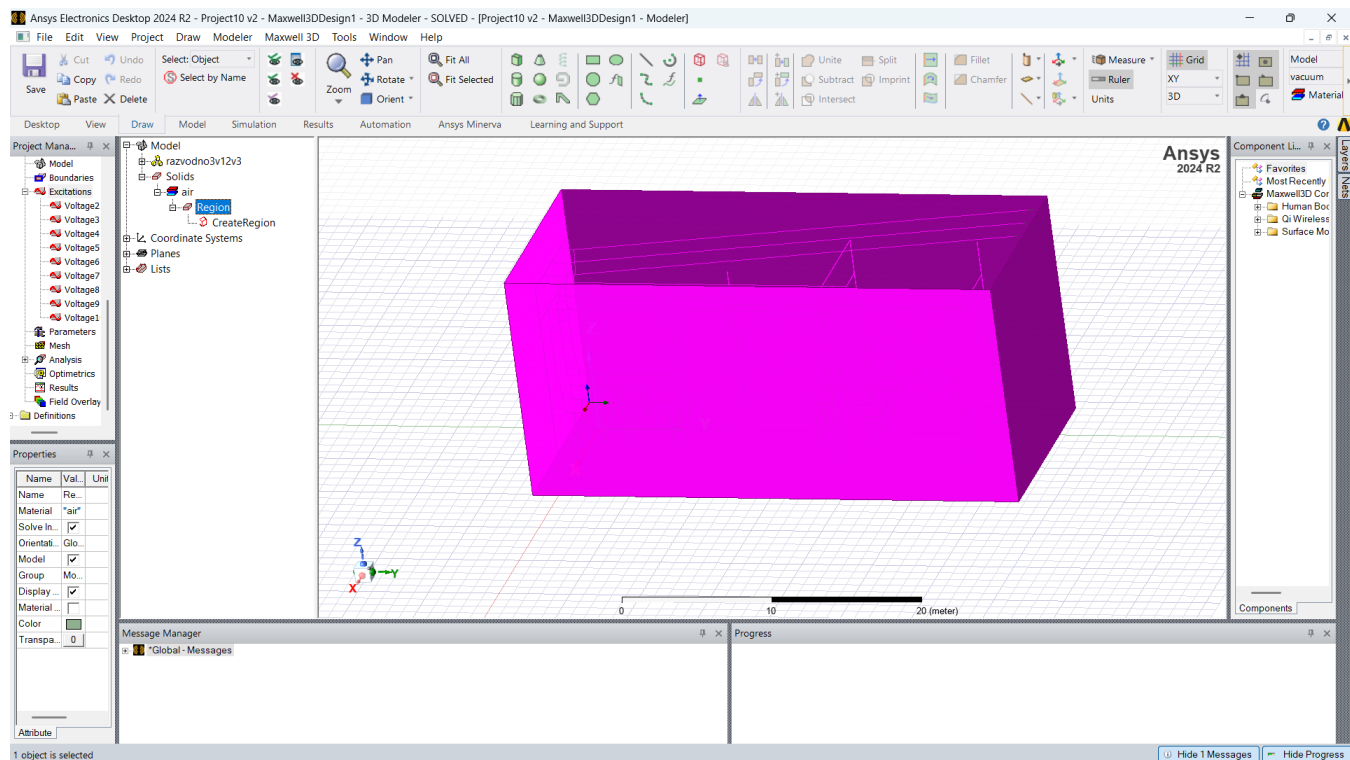 Ansys Electronics Desktop 2024 R2 - Project10 v2 - Maxwell3DDesign1 - 3D Modeler - SOLVED - [Project10 v2 - Maxwell3DDesign1 - Modeler]
File Edit View Project Draw Modeler Maxwell 3D Tools Window Help
Save
Cut Undo
Copy Redo
Paste Delete
Select: Object
Select by Name
Zoom
Pan
Rotate
Orient
Fit All
Fit Selected
Unite Split
Subtract Imprint
Intersect
Fillet
Chamfer
Measure
Ruler
Units
Grid
XY
3D
Model
vacuum
Material
Desktop View Draw Model Simulation Results Automation Ansys Minerva Learning and Support
Project Mana...
Model
Boundaries
Excitations
Voltage2
Voltage3
Voltage4
Voltage5
Voltage6
Voltage7
Voltage8
Voltage9
Voltage1
Parameters
Mesh
Analysis
Optimetrics
Results
Field Overlay
Definitions
Model
razvodno3v12v3
Solids
air
Region
CreateRegion
Coordinate Systems
Planes
Lists
Ansys
2024 R2
Z
Y
X
0 10 20 (meter)
Component Li...
Favorites
Most Recently
Maxwell3D Cor
Human Boc
Qi Wireless
Surface Mo
Components
Layers
Nets
Properties
Name Val... Unit
Name Re...
Material "air"
Solve In...
Orientati... Glo...
Model
Group Mo...
Display ...
Material ...
Color
Transpa... 0
Attribute
Message Manager
*Global - Messages
Progress
1 object is selected
Hide 1 Messages Hide Progress